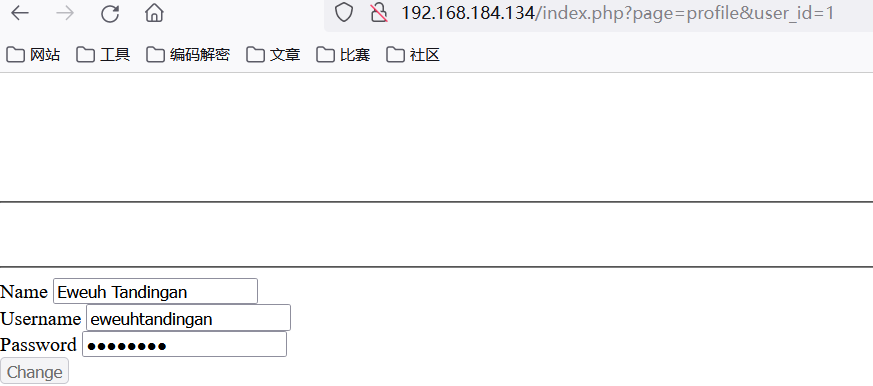 192.168.184.134/index.php?page=profile&user_id=1
网站 工具 编码解密 文章 比赛 社区
Name Eweuh Tandingan
Username eweuhtandingan
Password ●●●●●●●●
Change